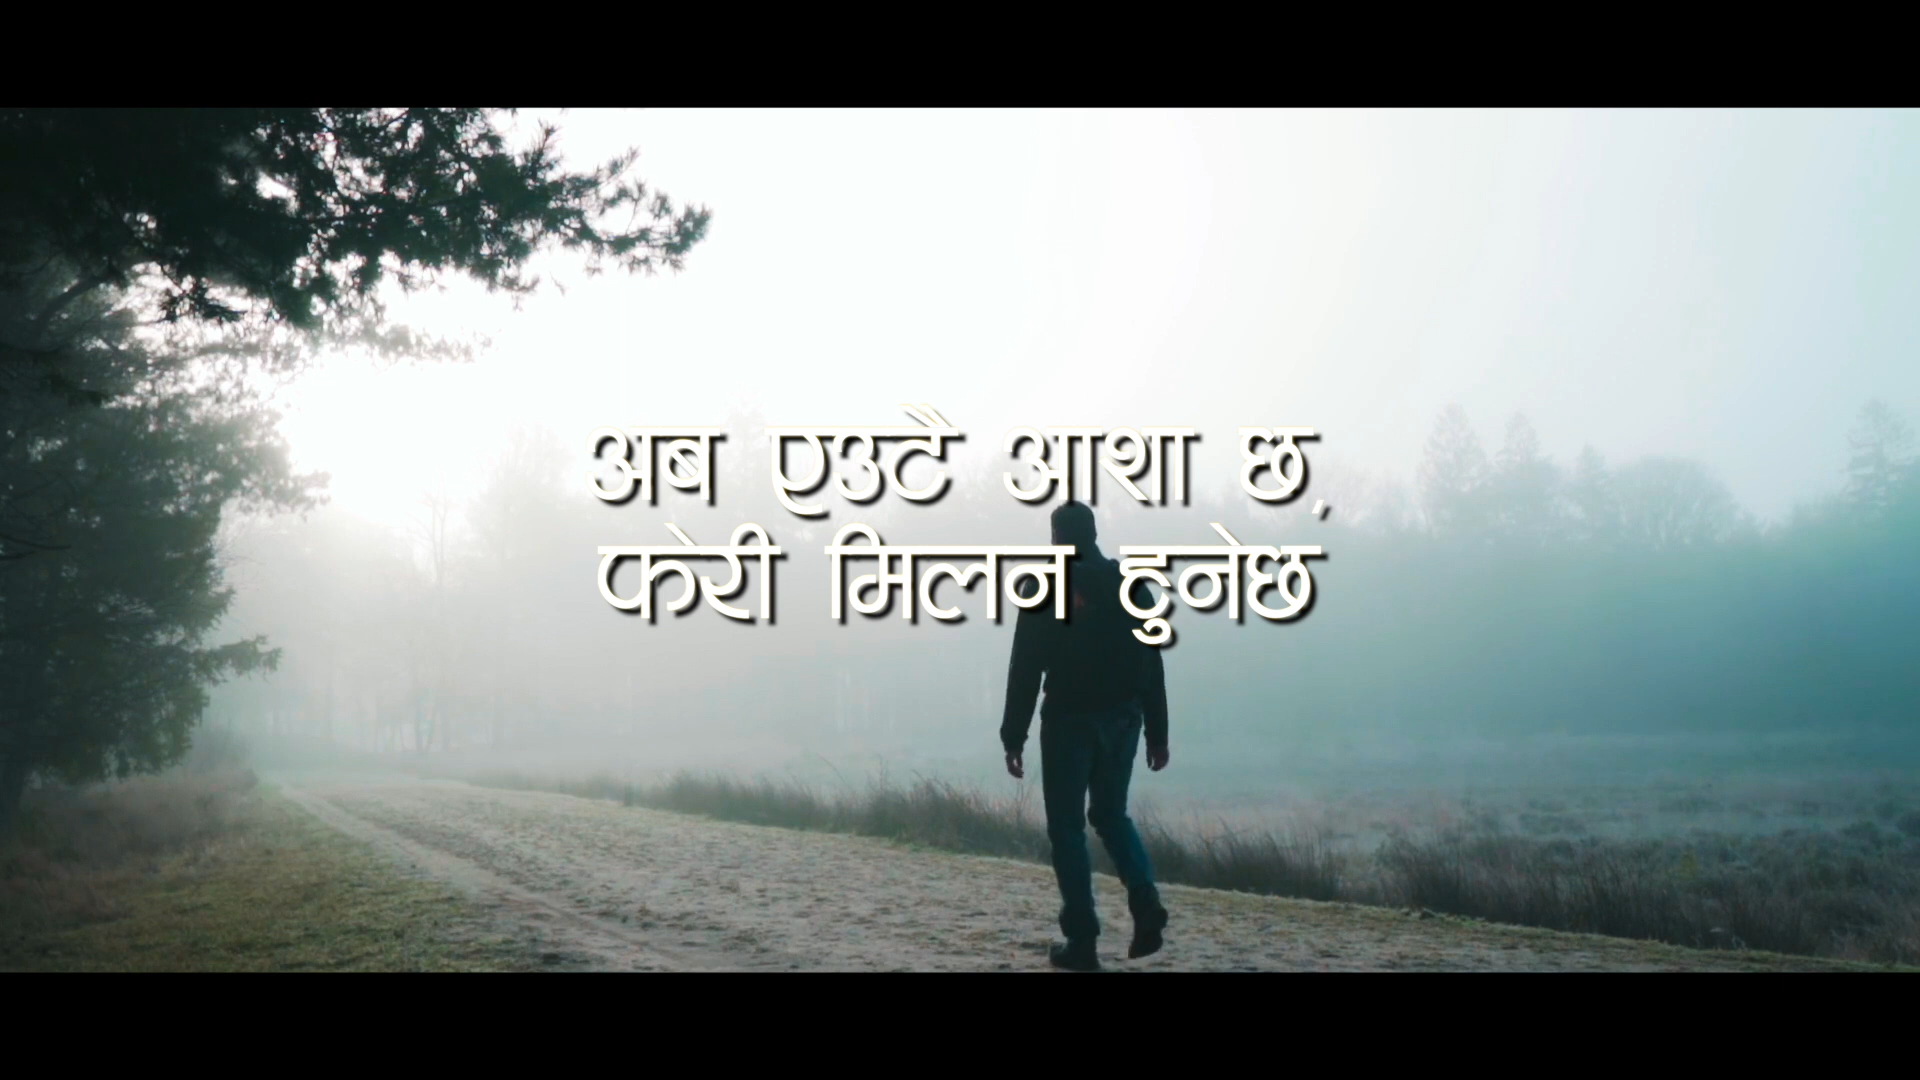 अब एउटै आशा छ,
फेरी मिलन हुनेछ